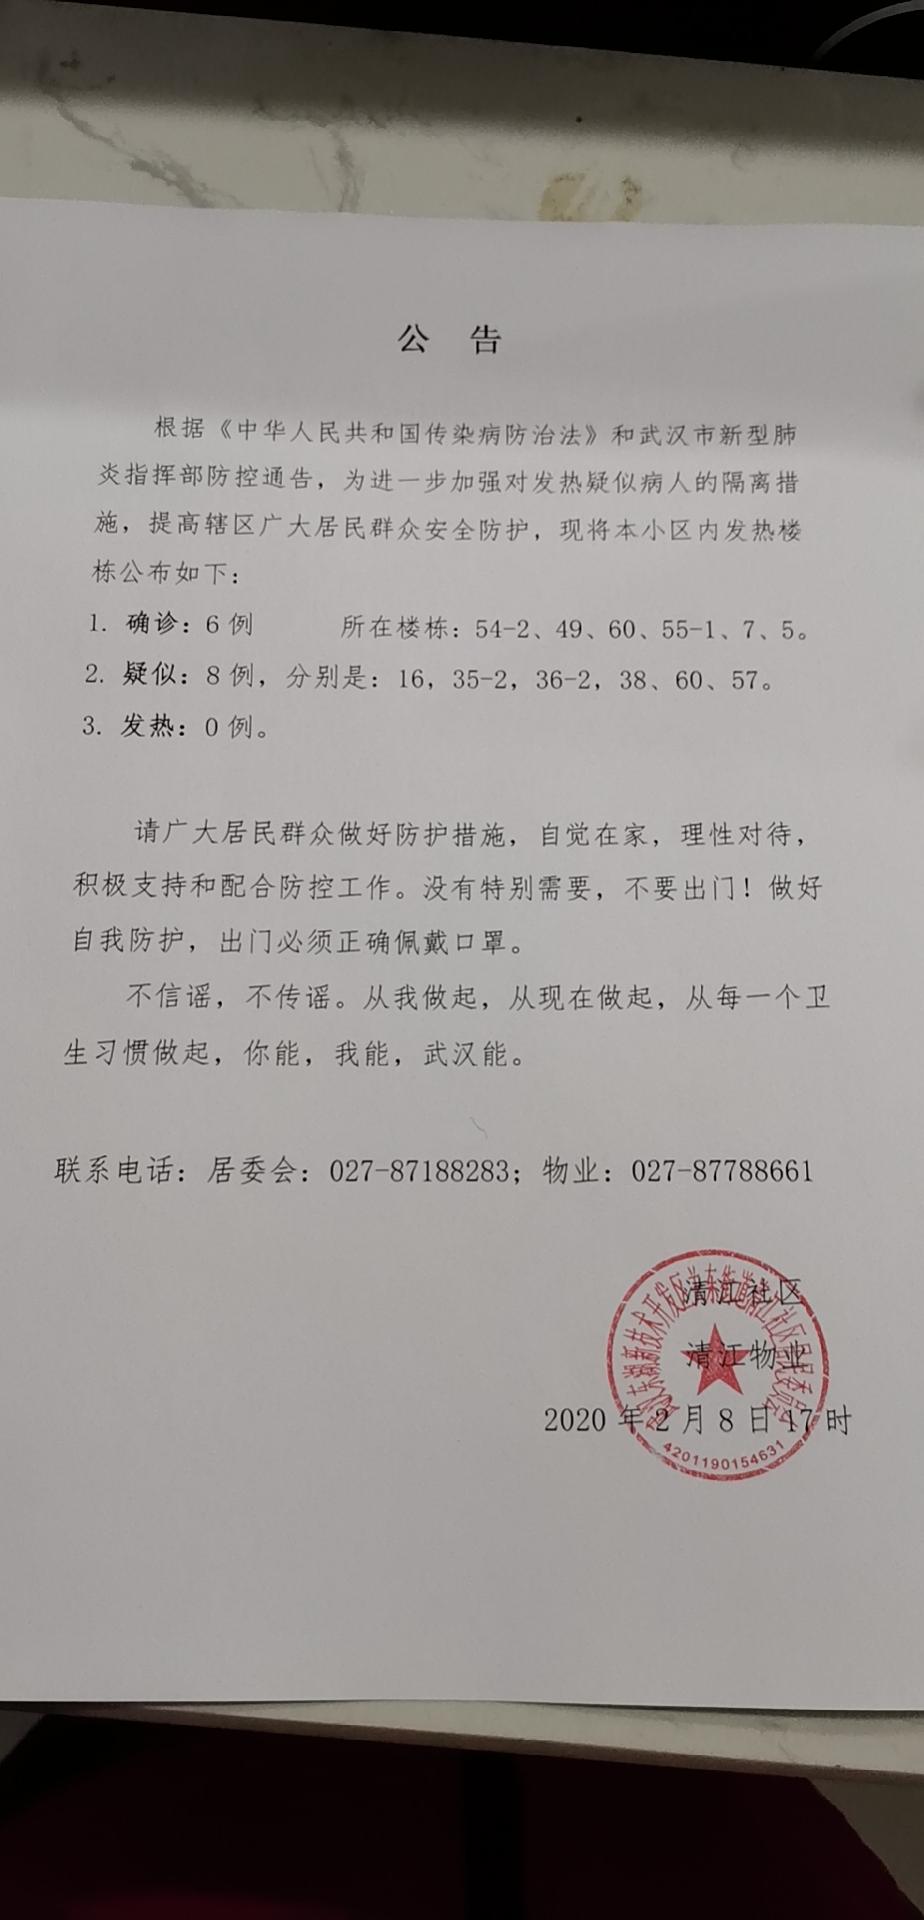 公 告
根据《中华人民共和国传染病防治法》和武汉市新型肺
炎指挥部防控通告，为进一步加强对发热疑似病人的隔离措
施，提高辖区广大居民群众安全防护，现将本小区内发热楼
栋公布如下：
1. 确诊：6 例 所在楼栋：54-2、49、60、55-1、7、5。
2. 疑似：8 例，分别是：16，35-2，36-2，38、60、57。
3. 发热：0 例。
请广大居民群众做好防护措施，自觉在家，理性对待，
积极支持和配合防控工作。没有特别需要，不要出门！做好
自我防护，出门必须正确佩戴口罩。
不信谣，不传谣。从我做起，从现在做起，从每一个卫
生习惯做起，你能，我能，武汉能。
联系电话：居委会：027-87188283；物业：027-87788661
清江社区
清江物业
2020 年 2 月 8 日 17 时
4201190154631